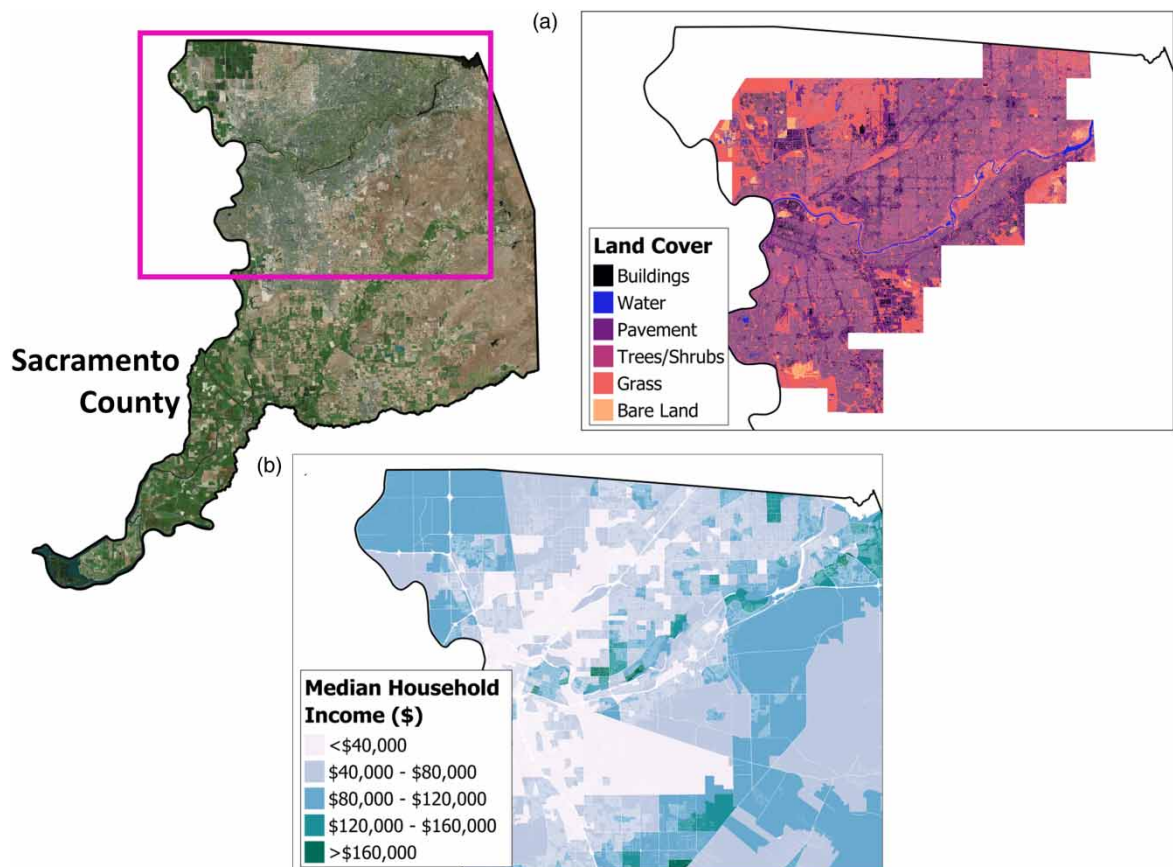 (a)
Land Cover
Buildings
Water
Pavement
Trees/Shrubs
Grass
Bare Land
Sacramento
County
(b)
Median Household
Income ($)
<$40,000
$40,000 - $80,000
$80,000 - $120,000
$120,000 - $160,000
>$160,000